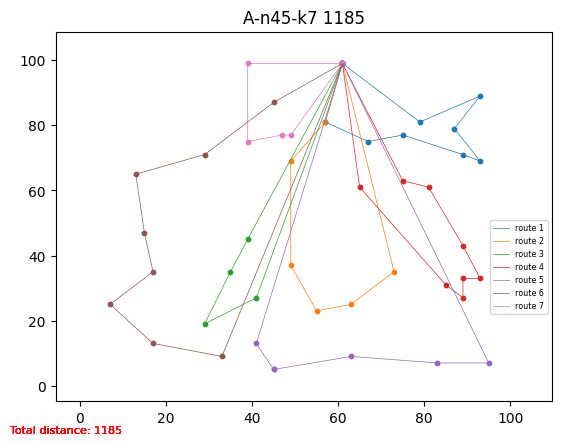 A-n45-k7 1185
100
80
60
40
20
0
route 1
route 2
route 3
route 4
route 5
route 6
route 7
0 20 40 60 80 100
Total distance: 1185